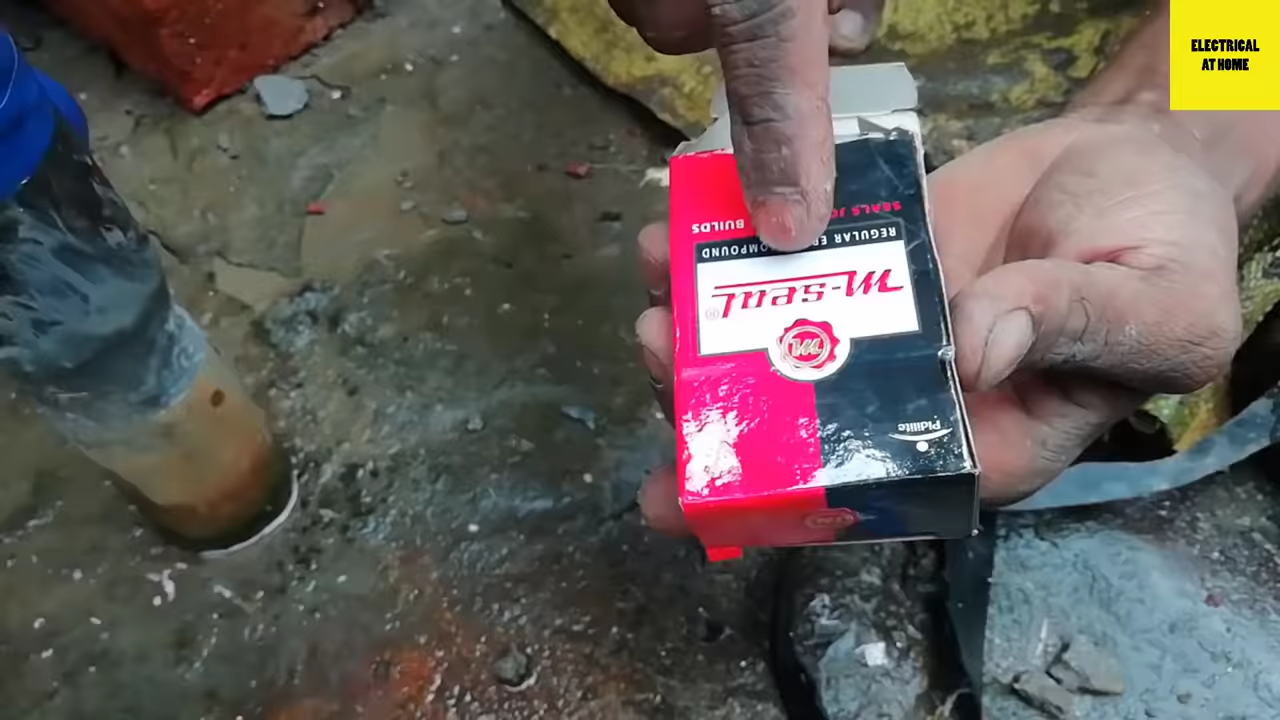 ELECTRICAL
AT HOME
Pidilite
m-seal®
REGULAR COMPOUND
SEALS
BUILDS